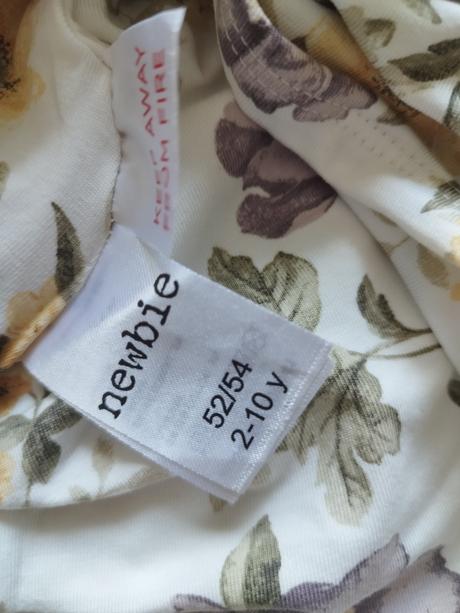 KEEP AWAY
FROM FIRE
newbie
52/54
2-10 y